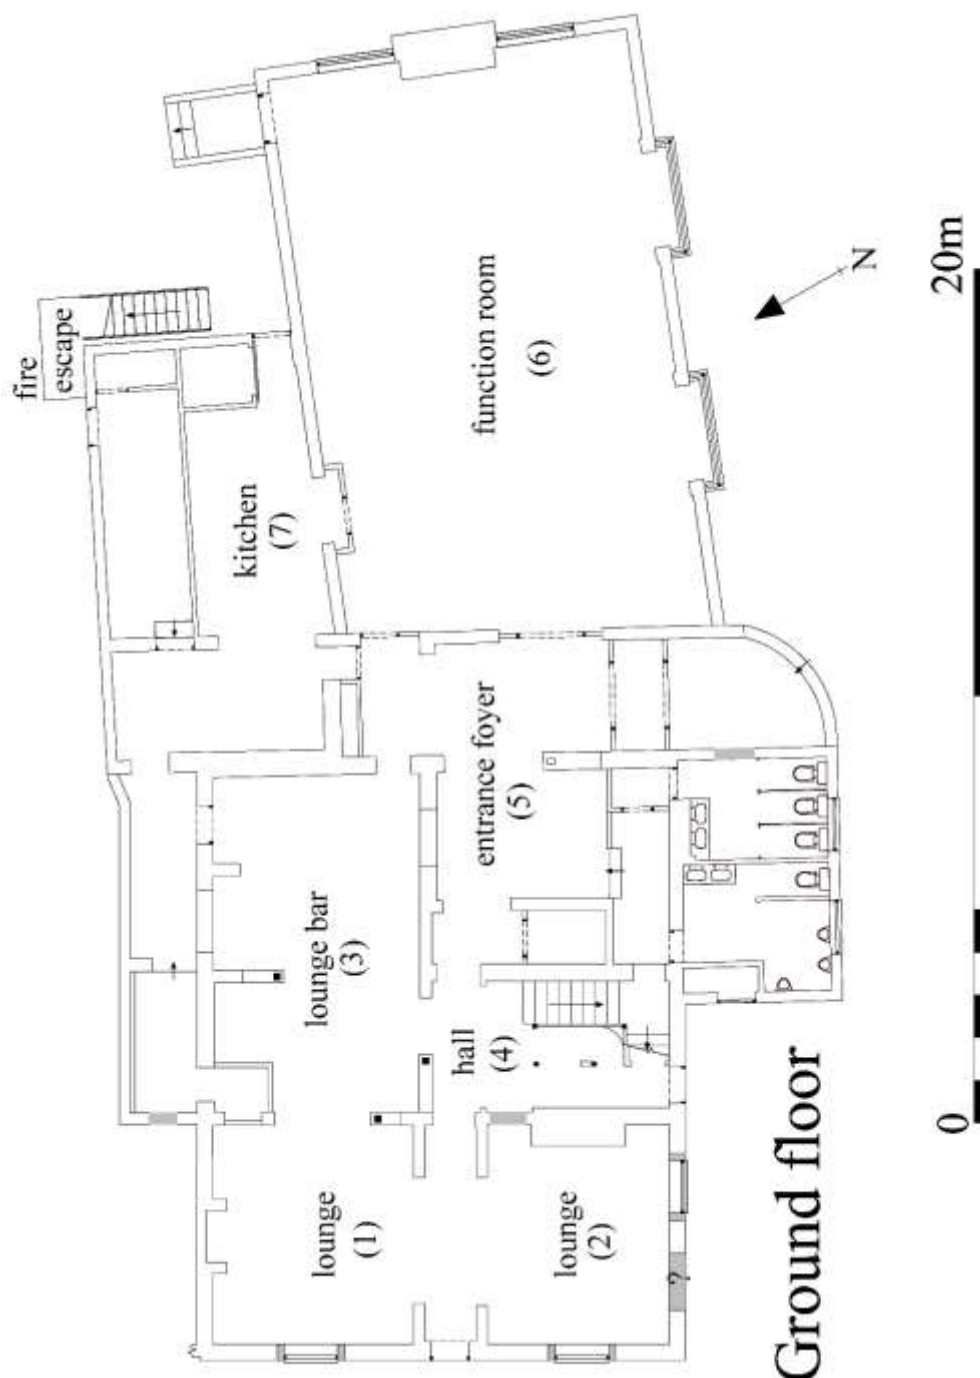 fire
escape
kitchen
(7)
function room
(6)
lounge bar
(3)
entrance foyer
(5)
hall
(4)
lounge
(1)
lounge
(2)
?
N
Ground floor
0
20m